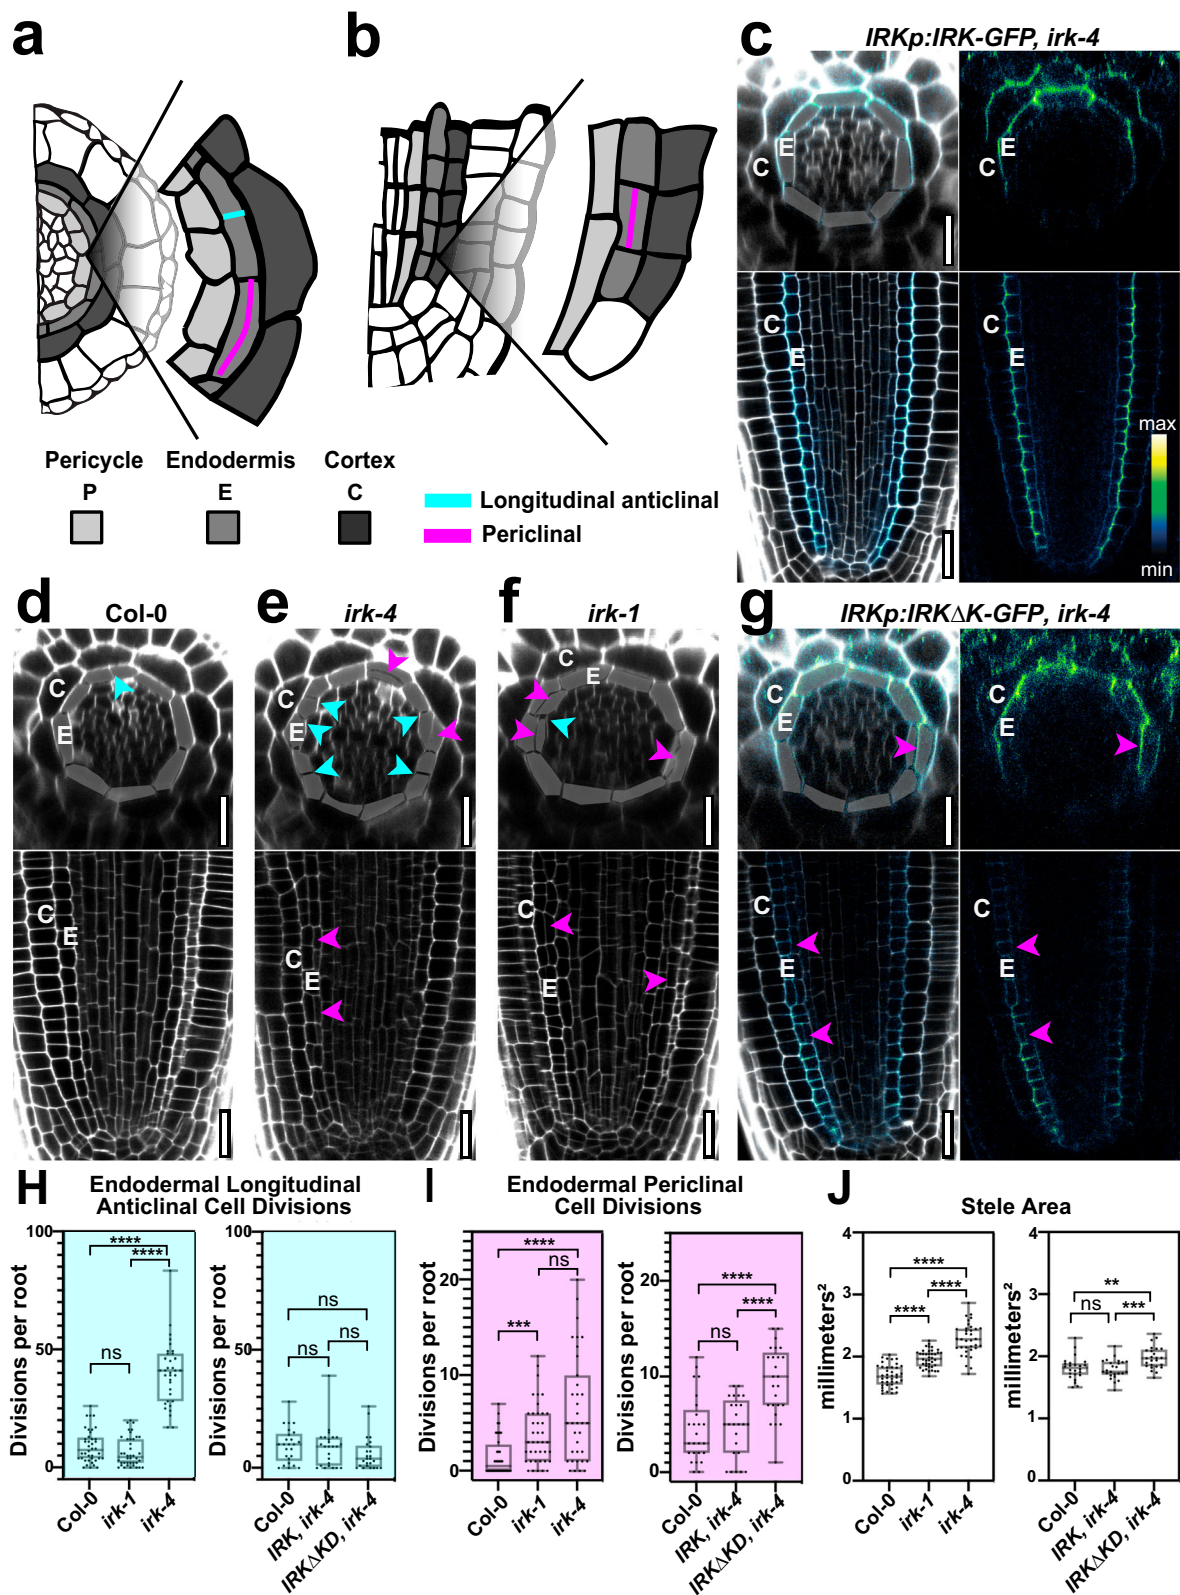 a
b
c
IRKp:IRK-GFP, irk-4
C
E
C
E
C
E
C
E
max
min
Pericycle
Endodermis
Cortex
P
E
C
Longitudinal anticlinal
Periclinal
d
Col-0
e
irk-4
f
irk-1
g
IRKp:IRKΔK-GFP, irk-4
C
E
C
E
C
E
C
E
C
E
C
E
C
E
C
E
C
E
C
E
H
Endodermal Longitudinal
Anticlinal Cell Divisions
Divisions per root
100
50
0
****
****
ns
Col-0
irk-1
irk-4
Divisions per root
100
50
0
ns
ns
ns
Col-0
IRK, irk-4
IRKΔKD, irk-4
I
Endodermal Periclinal
Cell Divisions
Divisions per root
20
10
0
****
ns
***
Col-0
irk-1
irk-4
Divisions per root
20
10
0
****
****
ns
Col-0
IRK, irk-4
IRKΔKD, irk-4
J
Stele Area
millimeters²
4
3
2
1
0
****
****
****
Col-0
irk-1
irk-4
millimeters²
4
3
2
1
0
**
ns
***
Col-0
IRK, irk-4
IRKΔKD, irk-4